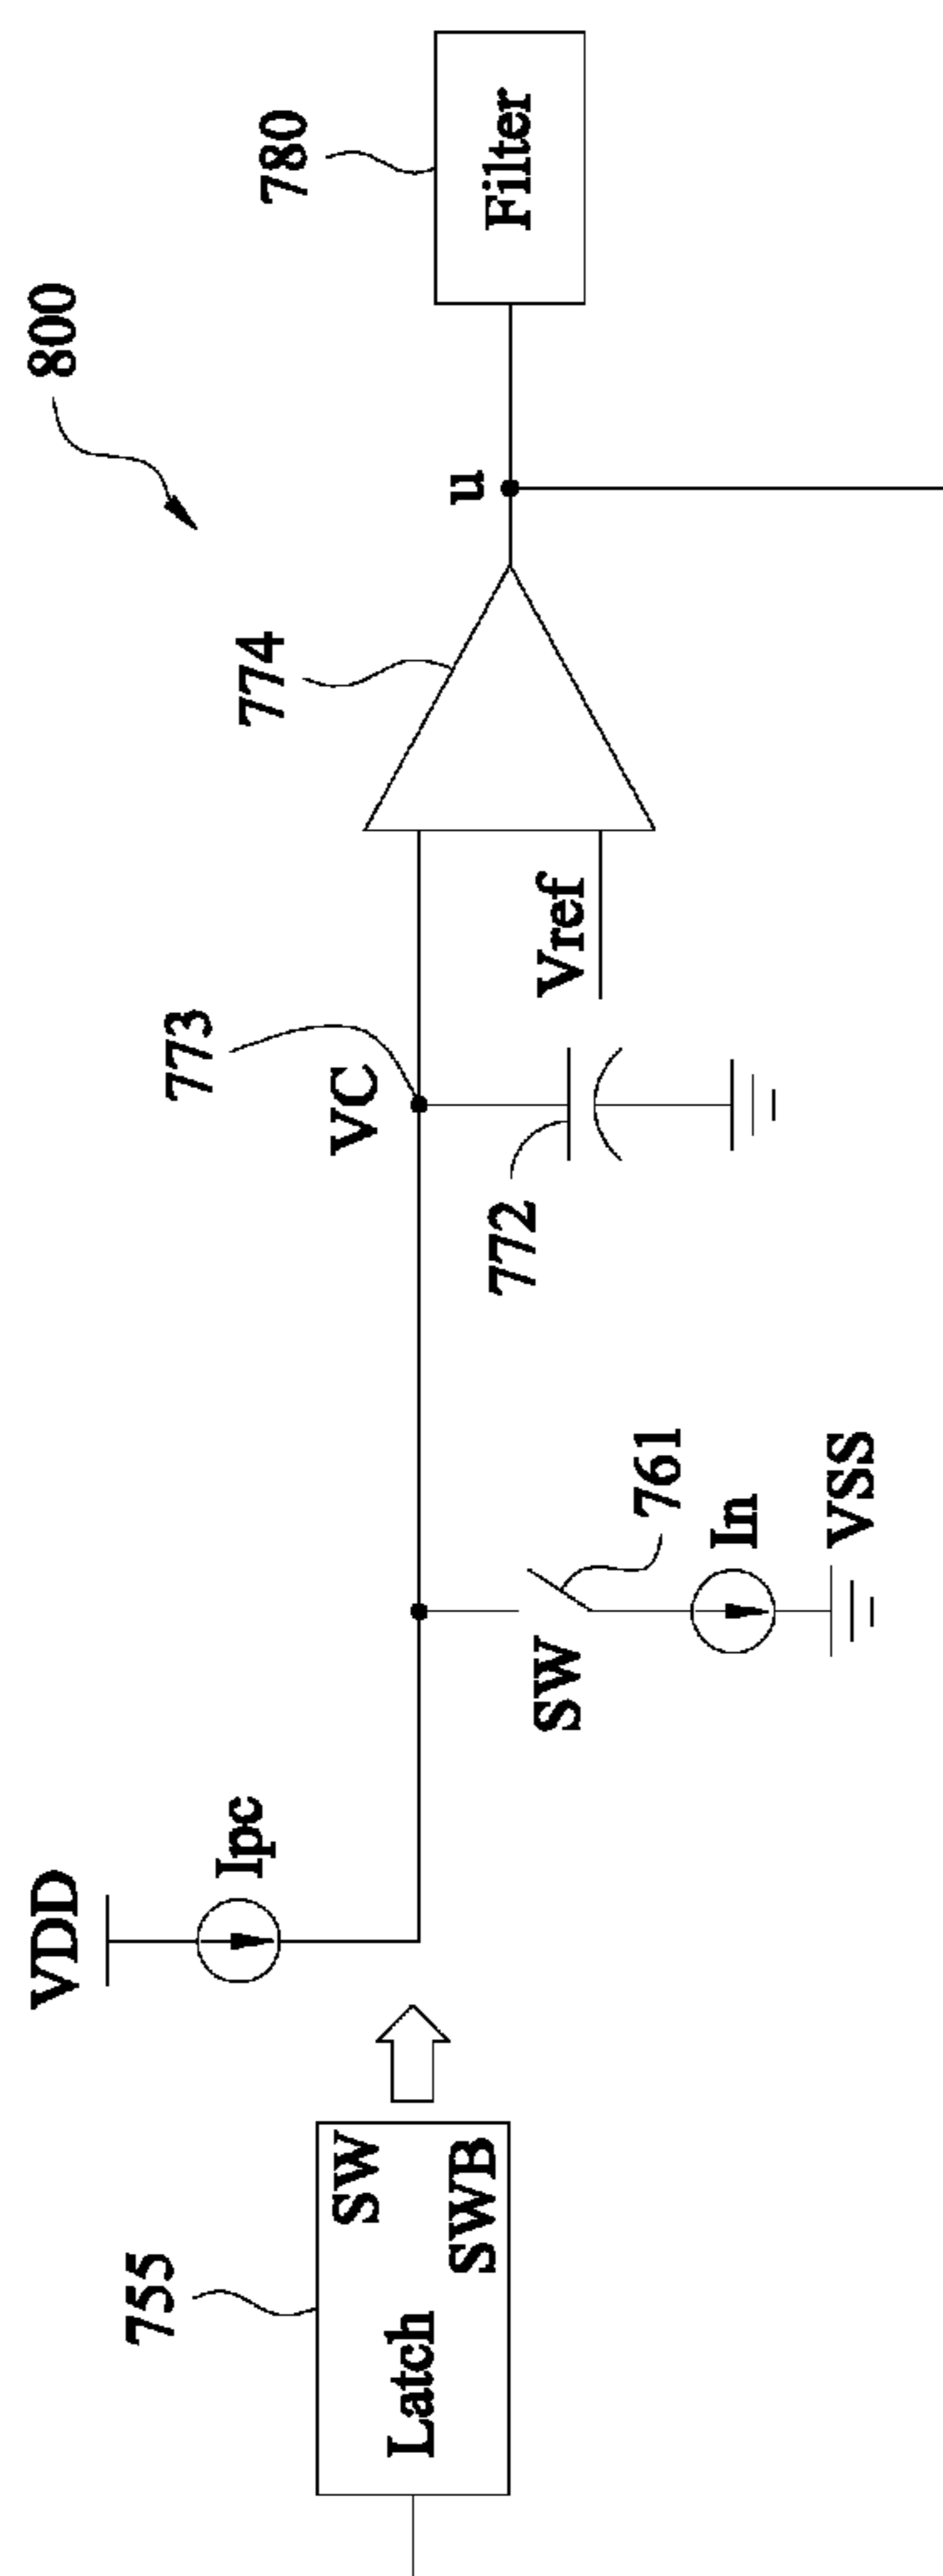 800
VDD
Ipc
755
Latch
SW
SWB
SW
761
In
VSS
VC
773
772
Vref
774
u
780
Filter